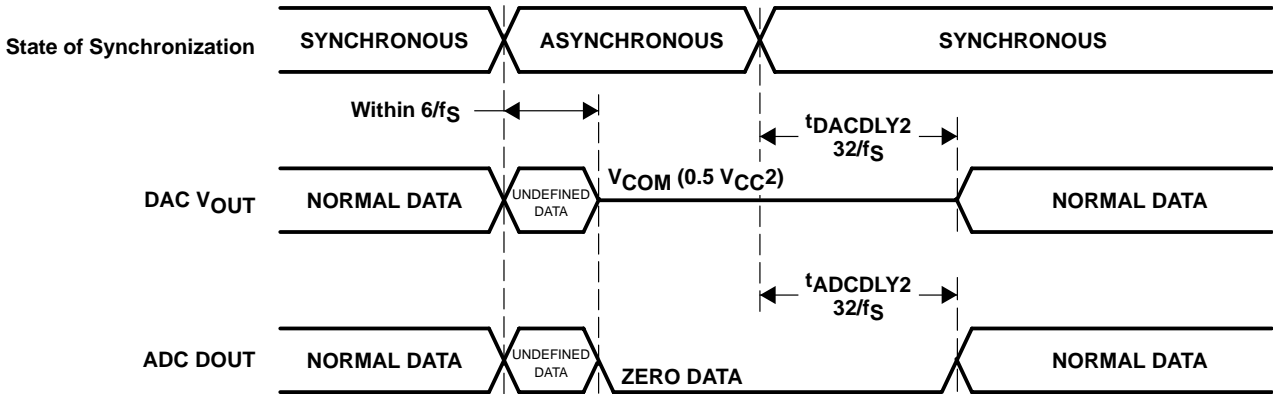 State of Synchronization
SYNCHRONOUS
ASYNCHRONOUS
SYNCHRONOUS
Within 6/fS
tDACDLY2
32/fS
DAC VOUT
NORMAL DATA
UNDEFINED
DATA
VCOM (0.5 VCC2)
NORMAL DATA
tADCDLY2
32/fS
ADC DOUT
NORMAL DATA
UNDEFINED
DATA
ZERO DATA
NORMAL DATA